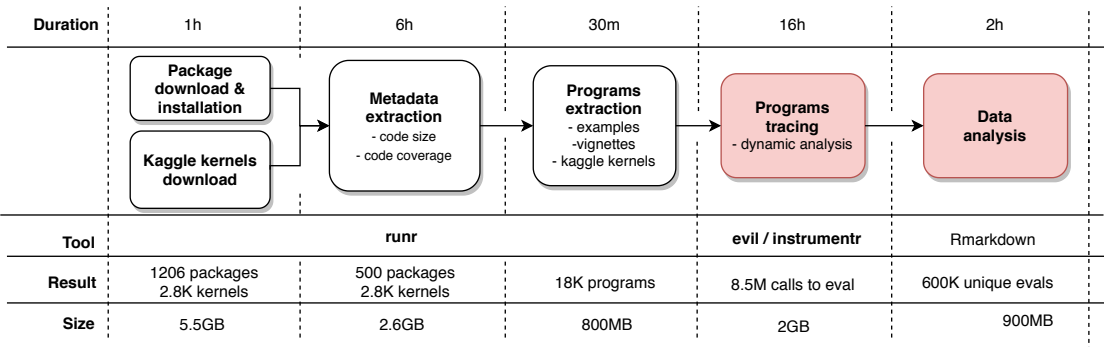 Duration 1h 6h 30m 16h 2h
Package
download &
installation
Kaggle kernels
download
Metadata
extraction
- code size
- code coverage
Programs
extraction
- examples
-vignettes
- kaggle kernels
Programs
tracing
- dynamic analysis
Data
analysis
Tool runr evil / instrumentr Rmarkdown
Result 1206 packages 500 packages 18K programs 8.5M calls to eval 600K unique evals
2.8K kernels 2.8K kernels
Size 5.5GB 2.6GB 800MB 2GB 900MB